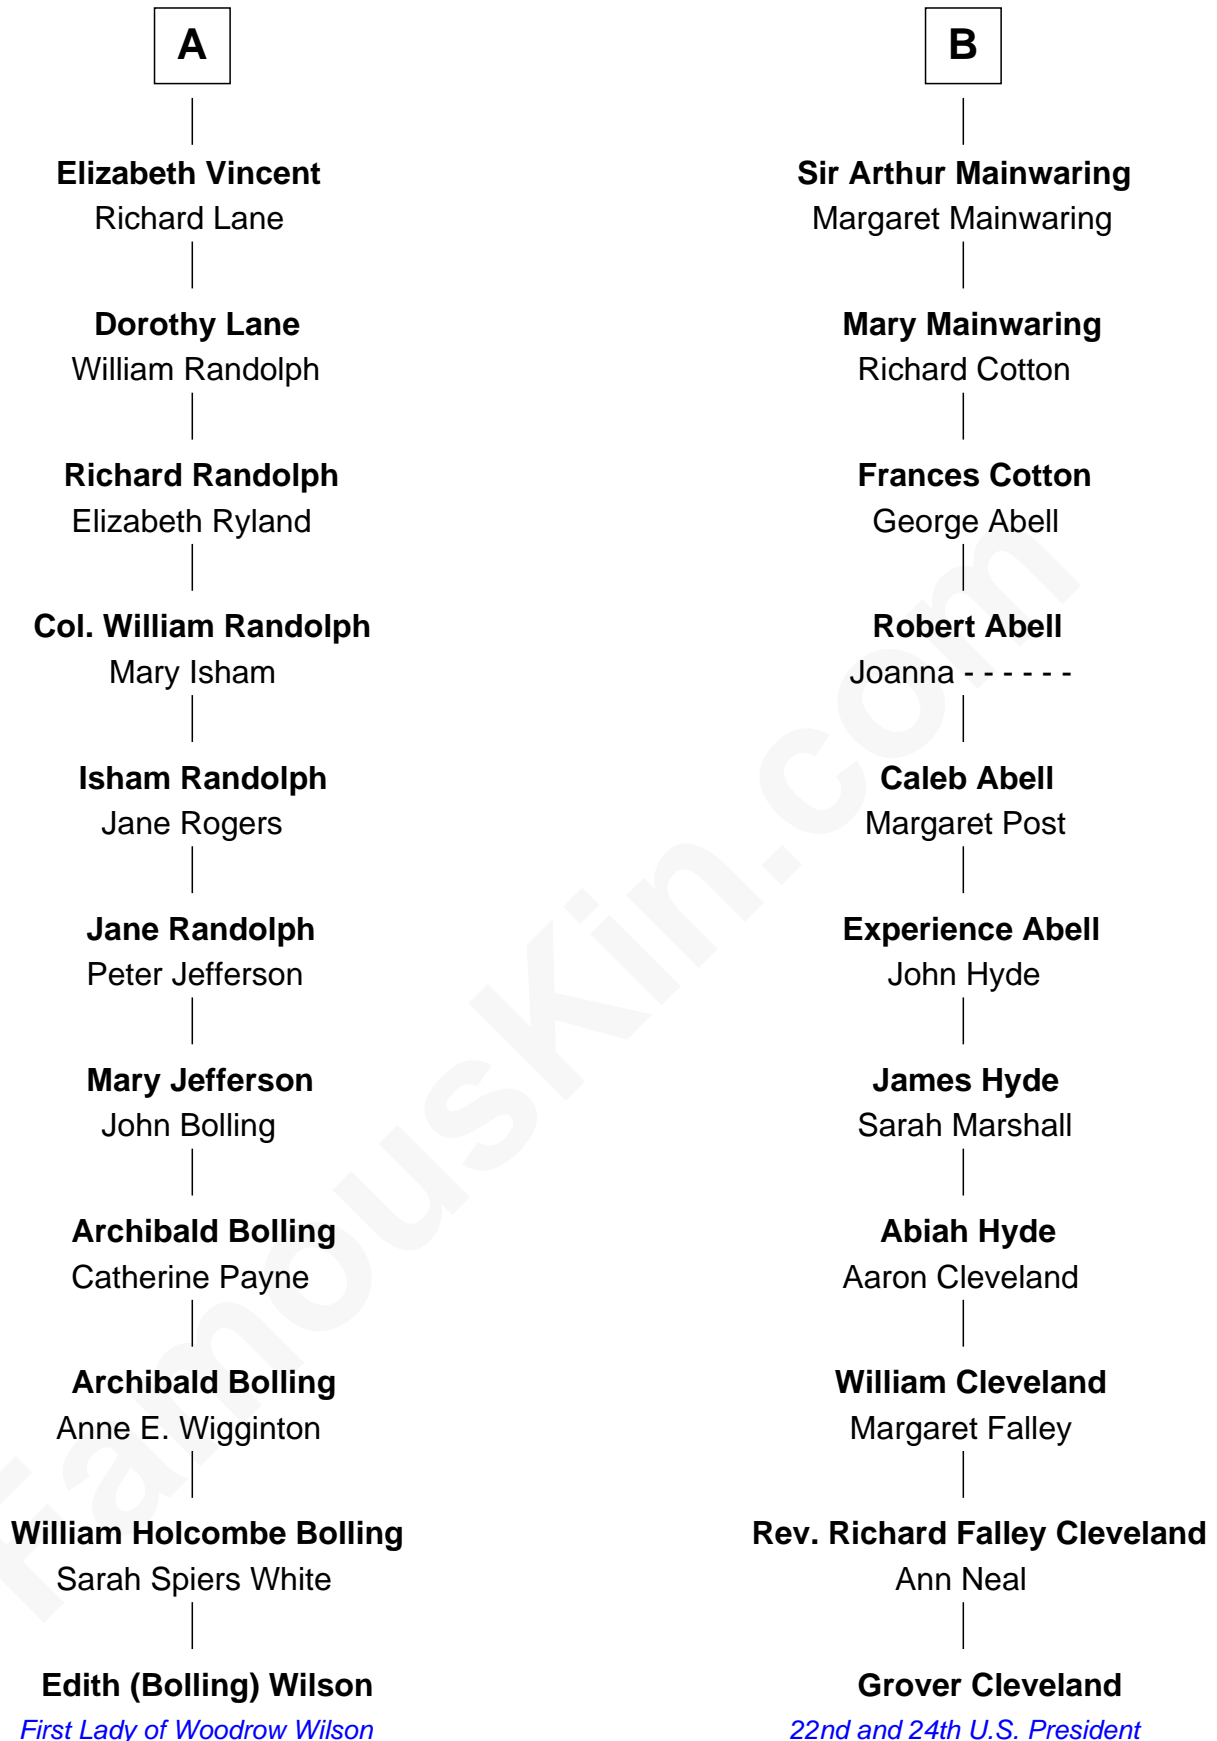 A
Elizabeth Vincent
Richard Lane
Dorothy Lane
William Randolph
Richard Randolph
Elizabeth Ryland
Col. William Randolph
Mary Isham
Isham Randolph
Jane Rogers
Jane Randolph
Peter Jefferson
Mary Jefferson
John Bolling
Archibald Bolling
Catherine Payne
Archibald Bolling
Anne E. Wigginton
William Holcombe Bolling
Sarah Spiers White
Edith (Bolling) Wilson
First Lady of Woodrow Wilson
B
Sir Arthur Mainwaring
Margaret Mainwaring
Mary Mainwaring
Richard Cotton
Frances Cotton
George Abell
Robert Abell
Joanna - - - - - -
Caleb Abell
Margaret Post
Experience Abell
John Hyde
James Hyde
Sarah Marshall
Abiah Hyde
Aaron Cleveland
William Cleveland
Margaret Falley
Rev. Richard Falley Cleveland
Ann Neal
Grover Cleveland
22nd and 24th U.S. President
FamousKin.com